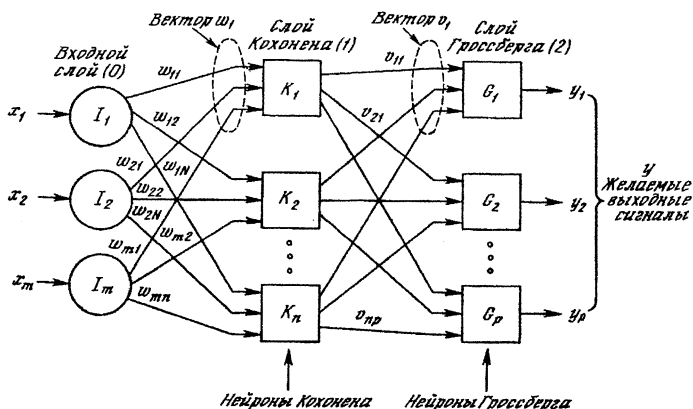 Вектор w1
Слой
Кохонена (1)
Вектор v1
Слой
Гроссберга (2)
Входной
слой (0)
w11
v11
x1
I1
K1
G1
y1
w12
v21
w21
w1N
У
Желаемые
выходные
сигналы
x2
I2
w22
K2
G2
y2
w2N
wm1
wm2
xm
Im
wmn
Kn
vnp
Gp
yp
Нейроны Кохонена
Нейроны Гроссберга